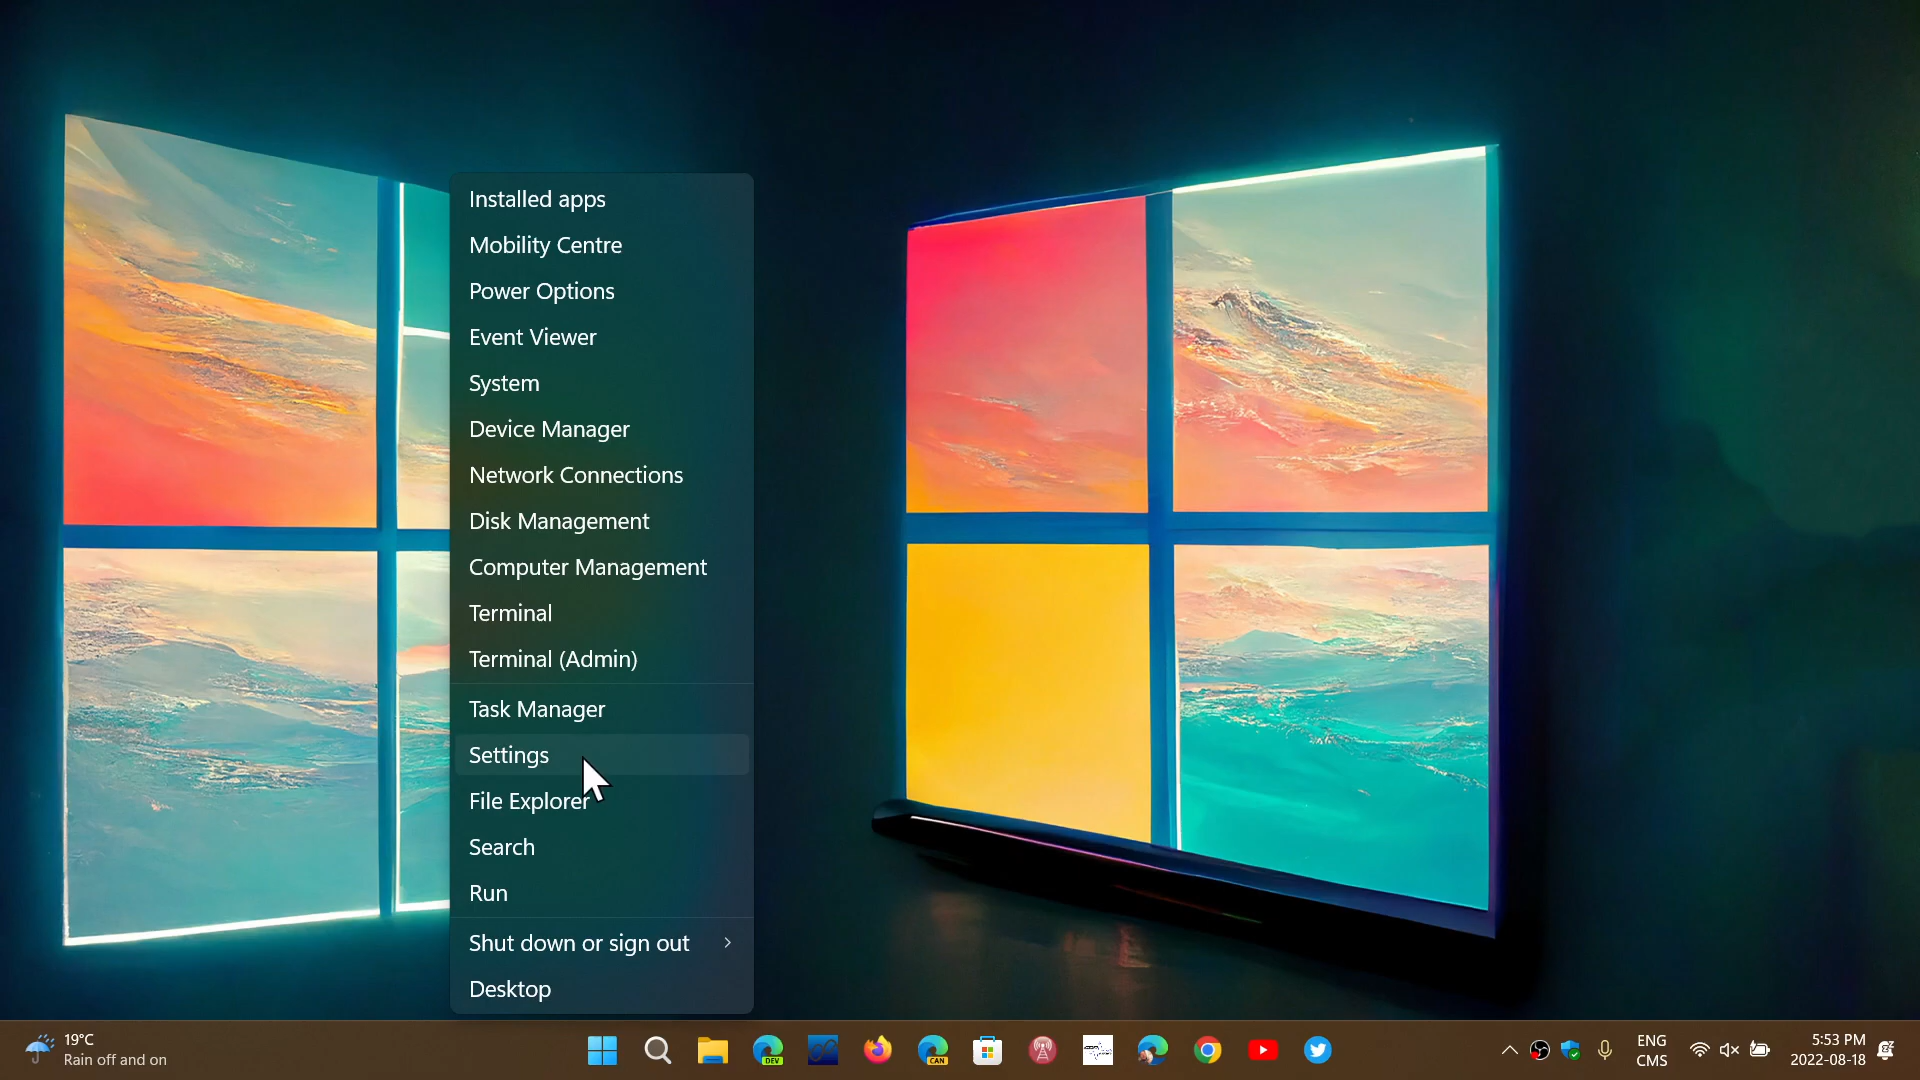 Installed apps
Mobility Centre
Power Options
Event Viewer
System
Device Manager
Network Connections
Disk Management
Computer Management
Terminal
Terminal (Admin)
Task Manager
Settings
File Explorer
Search
Run
Shut down or sign out
Desktop
19°C
Rain off and on
DEV
CAN
ENG
CMS
5:53 PM
2022-08-18